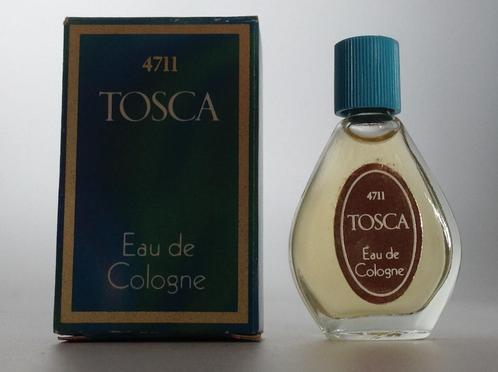 4711
TOSCA
Eau de
Cologne
4711
TOSCA
Eau de
Cologne